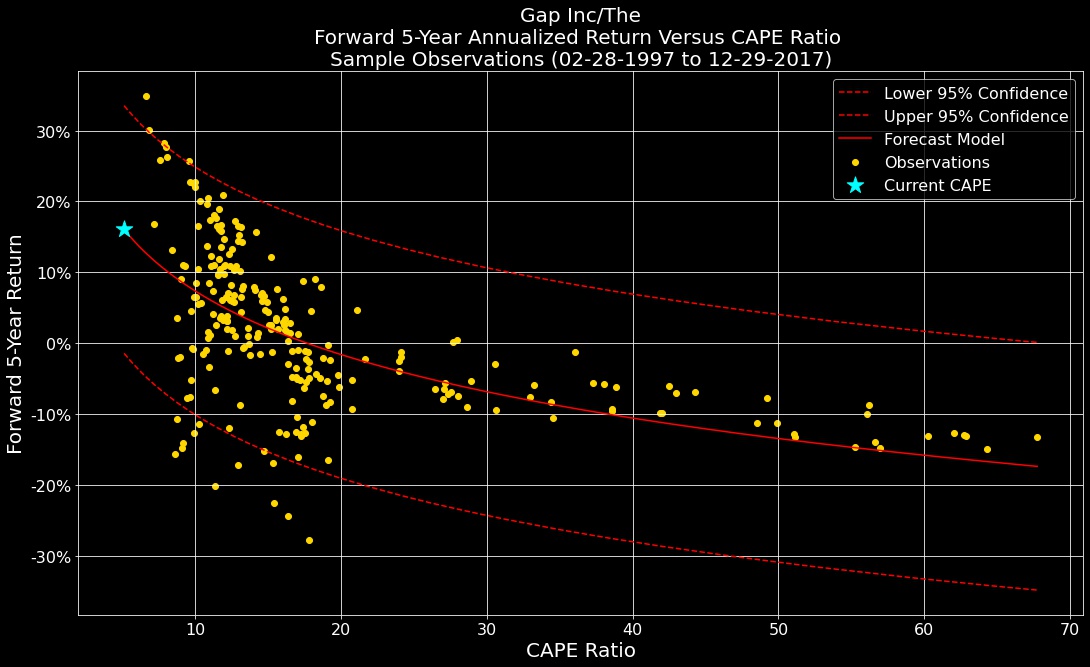 Gap Inc/The
Forward 5-Year Annualized Return Versus CAPE Ratio
Sample Observations (02-28-1997 to 12-29-2017)
Lower 95% Confidence
Upper 95% Confidence
Forecast Model
Observations
Current CAPE
Forward 5-Year Return
30%
20%
10%
0%
-10%
-20%
-30%
10 20 30 40 50 60 70
CAPE Ratio